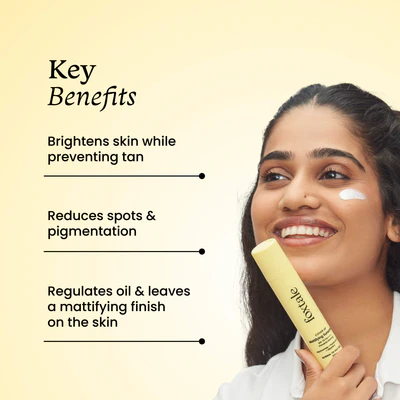 Key
Benefits
Brightens skin while
preventing tan
Reduces spots &
pigmentation
Regulates oil & leaves
a mattifying finish
on the skin
foxtale